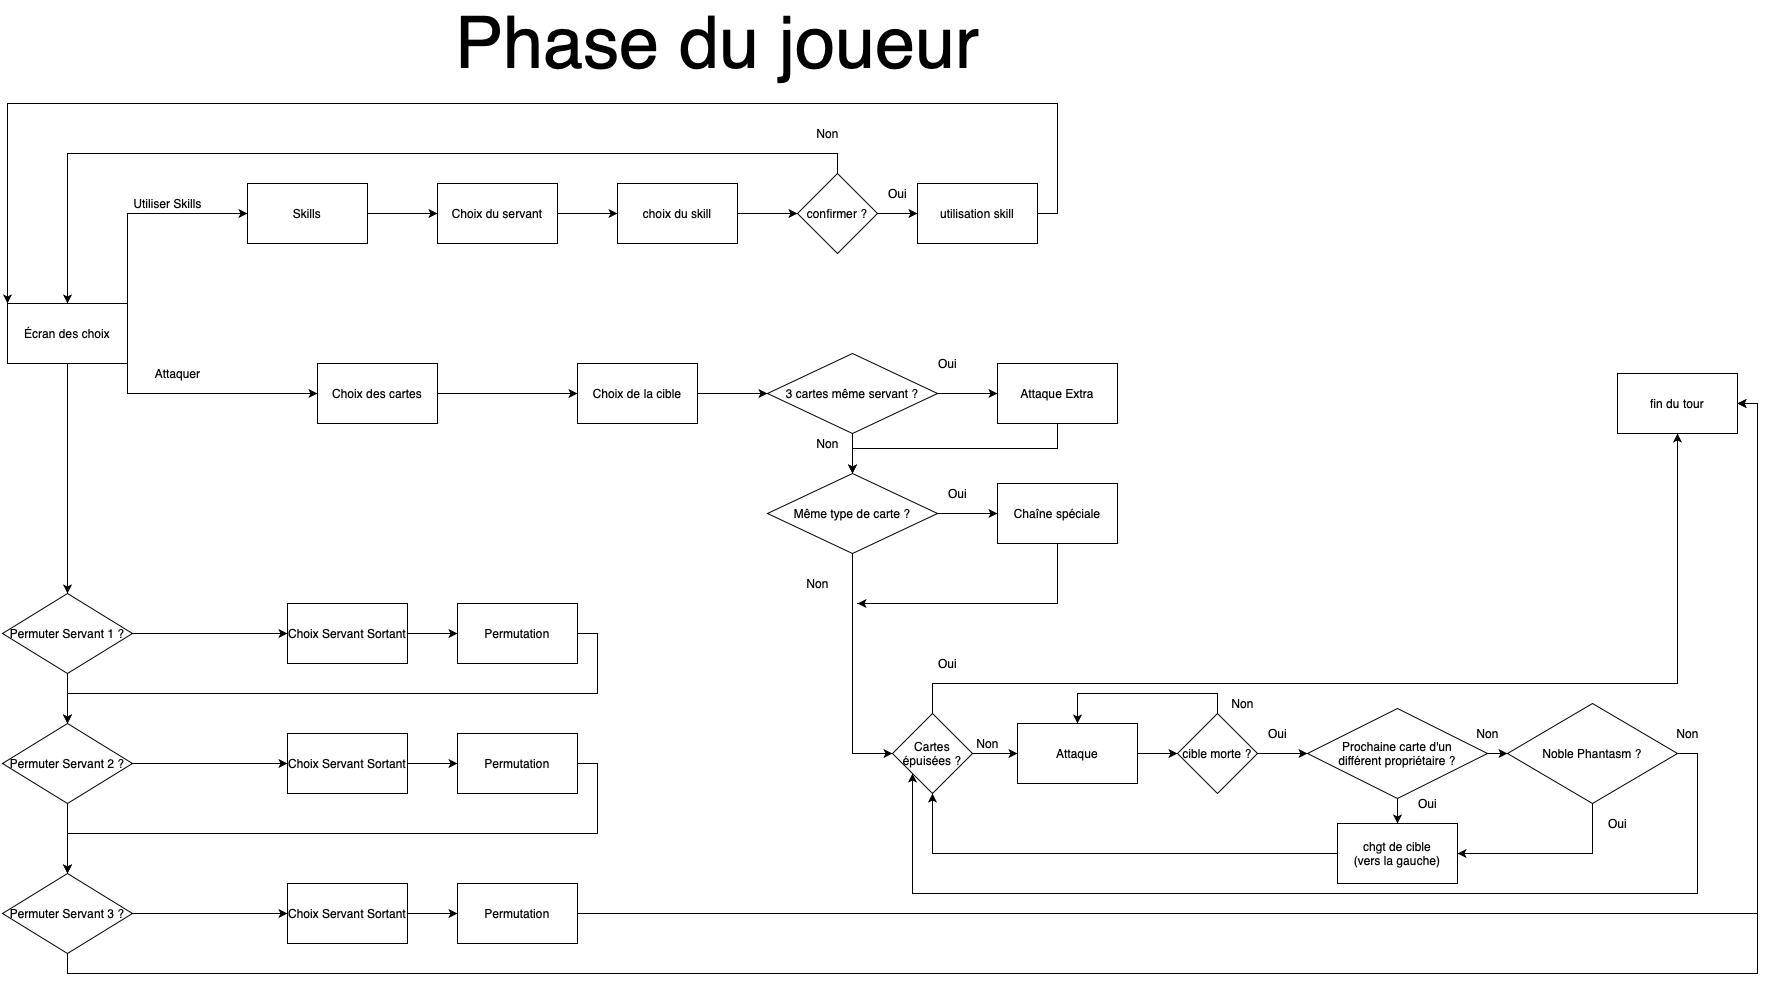 Phase du joueur
Non
Utiliser Skills
Skills
Choix du servant
choix du skill
confirmer ?
Oui
utilisation skill
Écran des choix
Attaquer
Choix des cartes
Choix de la cible
3 cartes même servant ?
Oui
Attaque Extra
fin du tour
Non
Même type de carte ?
Oui
Chaîne spéciale
Non
Permuter Servant 1 ?
Choix Servant Sortant
Permutation
Oui
Permuter Servant 2 ?
Choix Servant Sortant
Permutation
Cartes
épuisées ?
Non
Attaque
cible morte ?
Non
Oui
Prochaine carte d'un
différent propriétaire ?
Non
Noble Phantasm ?
Non
Oui
Oui
chgt de cible
(vers la gauche)
Permuter Servant 3 ?
Choix Servant Sortant
Permutation